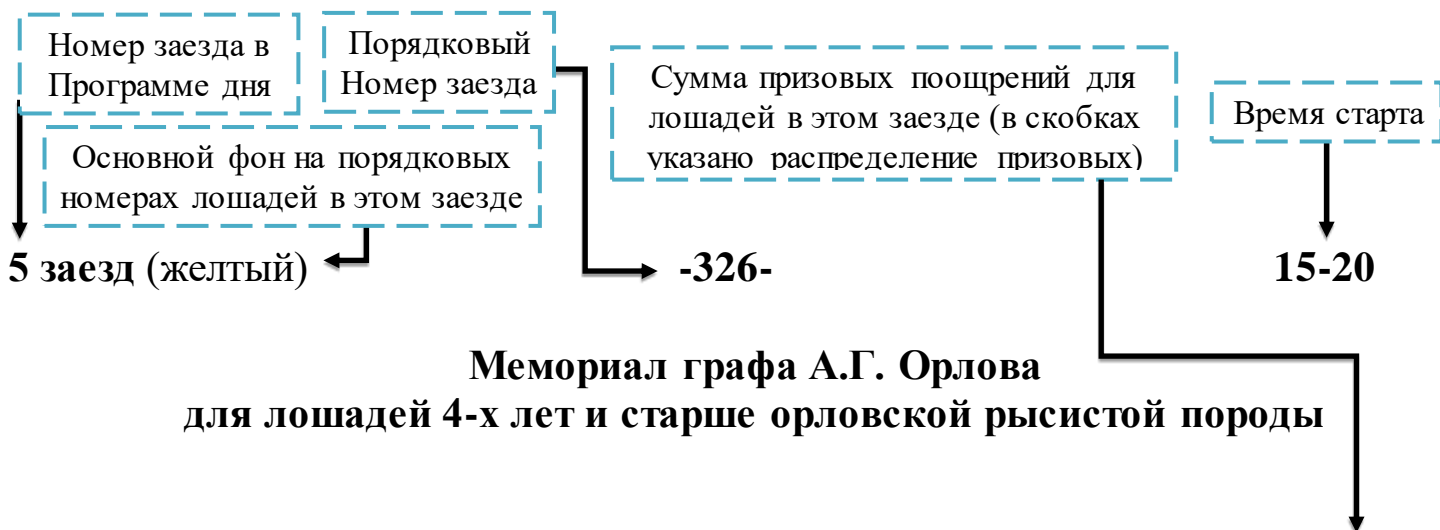 Номер заезда в
Программе дня
Порядковый
Номер заезда
Сумма призовых поощрений для
лошадей в этом заезде (в скобках
указано распределение призовых)
Время старта
Основной фон на порядковых
номерах лошадей в этом заезде
5 заезд (желтый)
-326-
15-20
Мемориал графа А.Г. Орлова
для лошадей 4-х лет и старше орловской рысистой породы